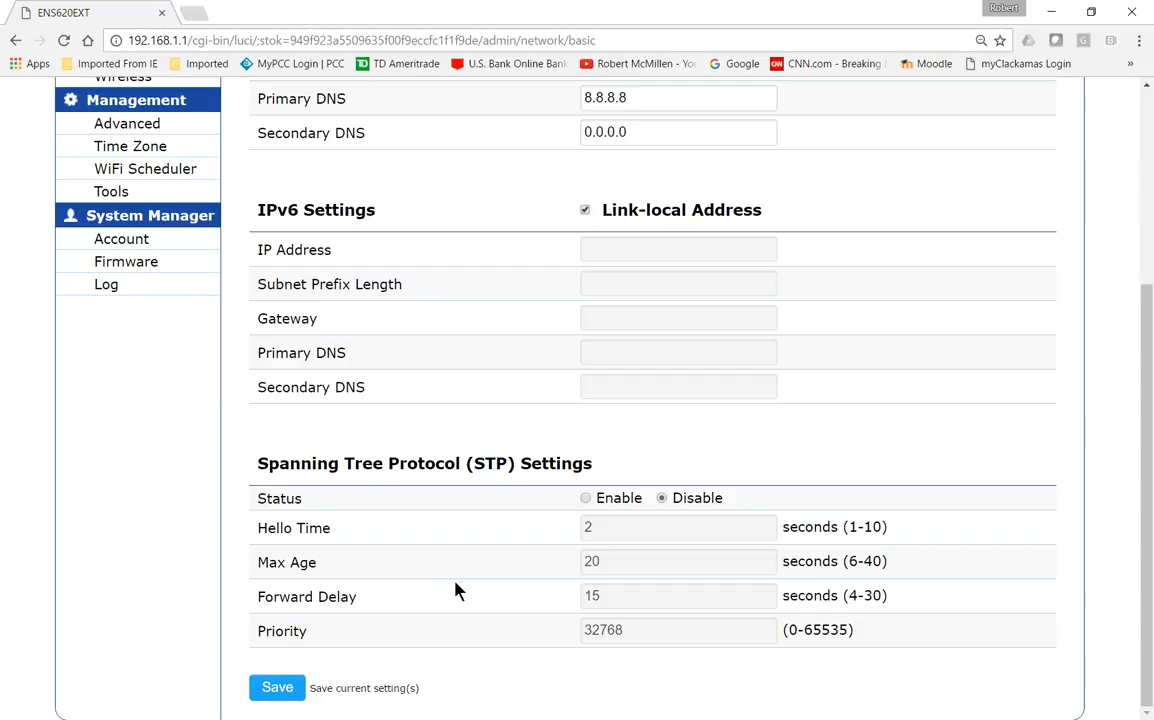 ENS620EXT
Robert
192.168.1.1/cgi-bin/luci/;stok=949f923a5509635f00f9eccfc1f1f9de/admin/network/basic
Apps Imported From IE Imported MyPCC Login | PCC TD Ameritrade U.S. Bank Online Ban Robert McMillen - Yo Google CNN.com - Breaking Moodle myClackamas Login »
Wireless
Management
Advanced
Time Zone
WiFi Scheduler
Tools
System Manager
Account
Firmware
Log
Primary DNS 8.8.8.8
Secondary DNS 0.0.0.0
IPv6 Settings Link-local Address
IP Address
Subnet Prefix Length
Gateway
Primary DNS
Secondary DNS
Spanning Tree Protocol (STP) Settings
Status Enable Disable
Hello Time 2 seconds (1-10)
Max Age 20 seconds (6-40)
Forward Delay 15 seconds (4-30)
Priority 32768 (0-65535)
Save Save current setting(s)